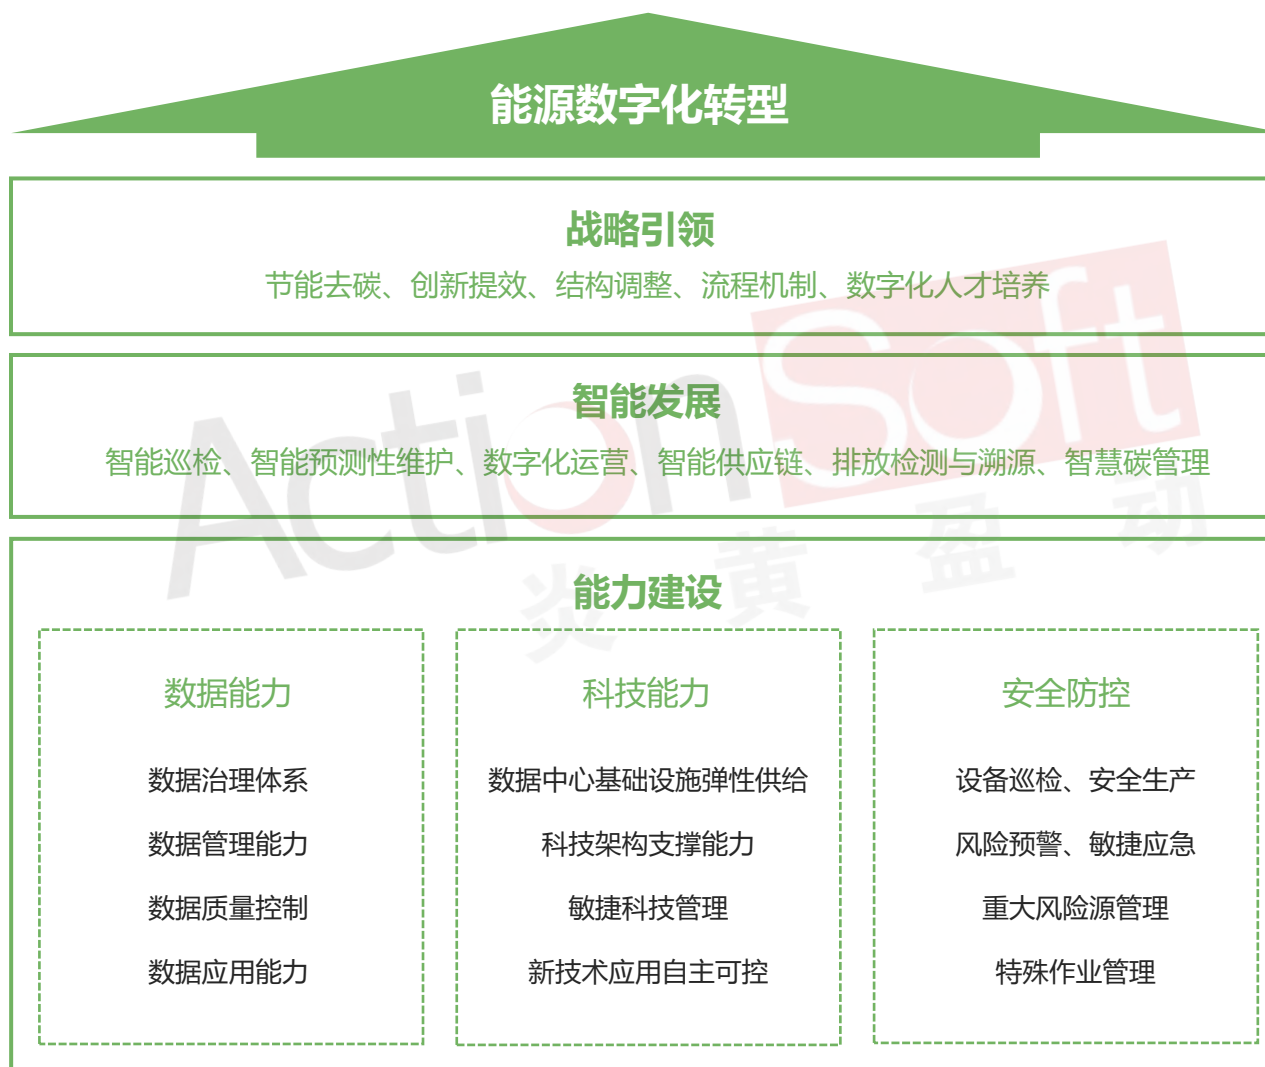 能源数字化转型
战略引领
节能去碳、创新提效、结构调整、流程机制、数字化人才培养
智能发展
智能巡检、智能预测性维护、数字化运营、智能供应链、排放检测与溯源、智慧碳管理
能力建设
数据能力
数据治理体系
数据管理能力
数据质量控制
数据应用能力
科技能力
数据中心基础设施弹性供给
科技架构支撑能力
敏捷科技管理
新技术应用自主可控
安全防控
设备巡检、安全生产
风险预警、敏捷应急
重大风险源管理
特殊作业管理
ActionSoft
炎黄盈动